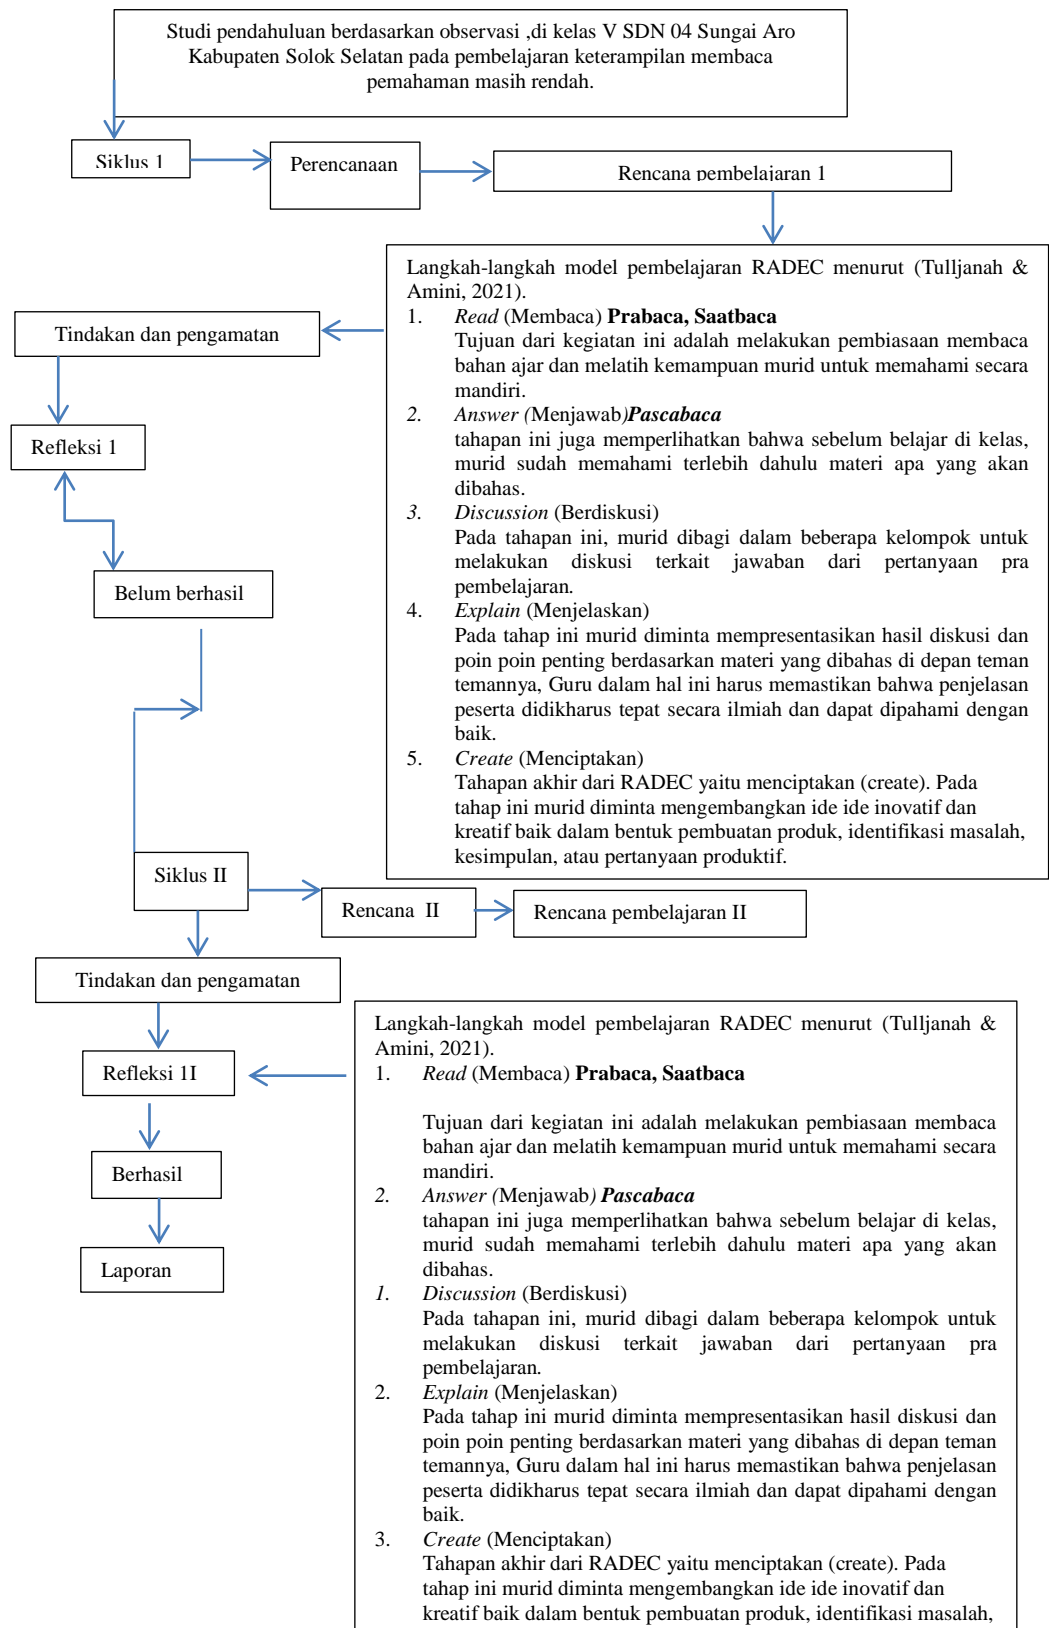 Studi pendahuluan berdasarkan observasi ,di kelas V SDN 04 Sungai Aro
Kabupaten Solok Selatan pada pembelajaran keterampilan membaca
pemahaman masih rendah.
Siklus 1
Perencanaan
Rencana pembelajaran 1
Langkah-langkah model pembelajaran RADEC menurut (Tulljanah &
Amini, 2021).
1. Read (Membaca) Prabaca, Saatbaca
Tujuan dari kegiatan ini adalah melakukan pembiasaan membaca
bahan ajar dan melatih kemampuan murid untuk memahami secara
mandiri.
2. Answer (Menjawab)Pascabaca
tahapan ini juga memperlihatkan bahwa sebelum belajar di kelas,
murid sudah memahami terlebih dahulu materi apa yang akan
dibahas.
3. Discussion (Berdiskusi)
Pada tahapan ini, murid dibagi dalam beberapa kelompok untuk
melakukan diskusi terkait jawaban dari pertanyaan pra
pembelajaran.
4. Explain (Menjelaskan)
Pada tahap ini murid diminta mempresentasikan hasil diskusi dan
poin poin penting berdasarkan materi yang dibahas di depan teman
temannya, Guru dalam hal ini harus memastikan bahwa penjelasan
peserta didikharus tepat secara ilmiah dan dapat dipahami dengan
baik.
5. Create (Menciptakan)
Tahapan akhir dari RADEC yaitu menciptakan (create). Pada
tahap ini murid diminta mengembangkan ide ide inovatif dan
kreatif baik dalam bentuk pembuatan produk, identifikasi masalah,
kesimpulan, atau pertanyaan produktif.
Tindakan dan pengamatan
Refleksi 1
Belum berhasil
Siklus II
Rencana II
Rencana pembelajaran II
Tindakan dan pengamatan
Refleksi 1I
Berhasil
Laporan
Langkah-langkah model pembelajaran RADEC menurut (Tulljanah &
Amini, 2021).
1. Read (Membaca) Prabaca, Saatbaca
Tujuan dari kegiatan ini adalah melakukan pembiasaan membaca
bahan ajar dan melatih kemampuan murid untuk memahami secara
mandiri.
2. Answer (Menjawab) Pascabaca
tahapan ini juga memperlihatkan bahwa sebelum belajar di kelas,
murid sudah memahami terlebih dahulu materi apa yang akan
dibahas.
1. Discussion (Berdiskusi)
Pada tahapan ini, murid dibagi dalam beberapa kelompok untuk
melakukan diskusi terkait jawaban dari pertanyaan pra
pembelajaran.
2. Explain (Menjelaskan)
Pada tahap ini murid diminta mempresentasikan hasil diskusi dan
poin poin penting berdasarkan materi yang dibahas di depan teman
temannya, Guru dalam hal ini harus memastikan bahwa penjelasan
peserta didikharus tepat secara ilmiah dan dapat dipahami dengan
baik.
3. Create (Menciptakan)
Tahapan akhir dari RADEC yaitu menciptakan (create). Pada
tahap ini murid diminta mengembangkan ide ide inovatif dan
kreatif baik dalam bentuk pembuatan produk, identifikasi masalah,